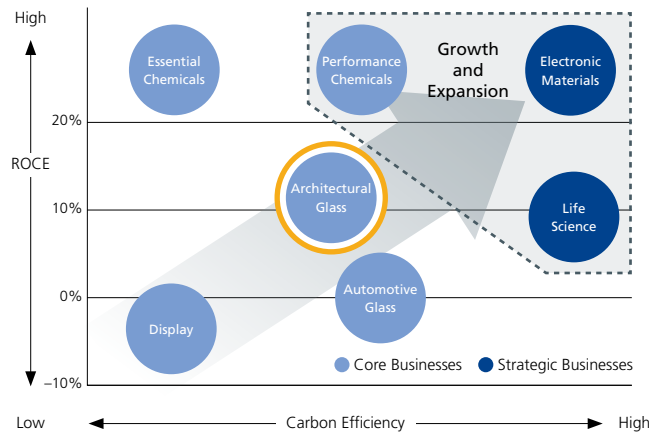 High
Essential
Chemicals
Performance
Chemicals
Growth
and
Expansion
Electronic
Materials
20%
ROCE
Architectural
Glass
10%
Life
Science
0%
Automotive
Glass
Display
Core Businesses
Strategic Businesses
–10%
Low
Carbon Efficiency
High